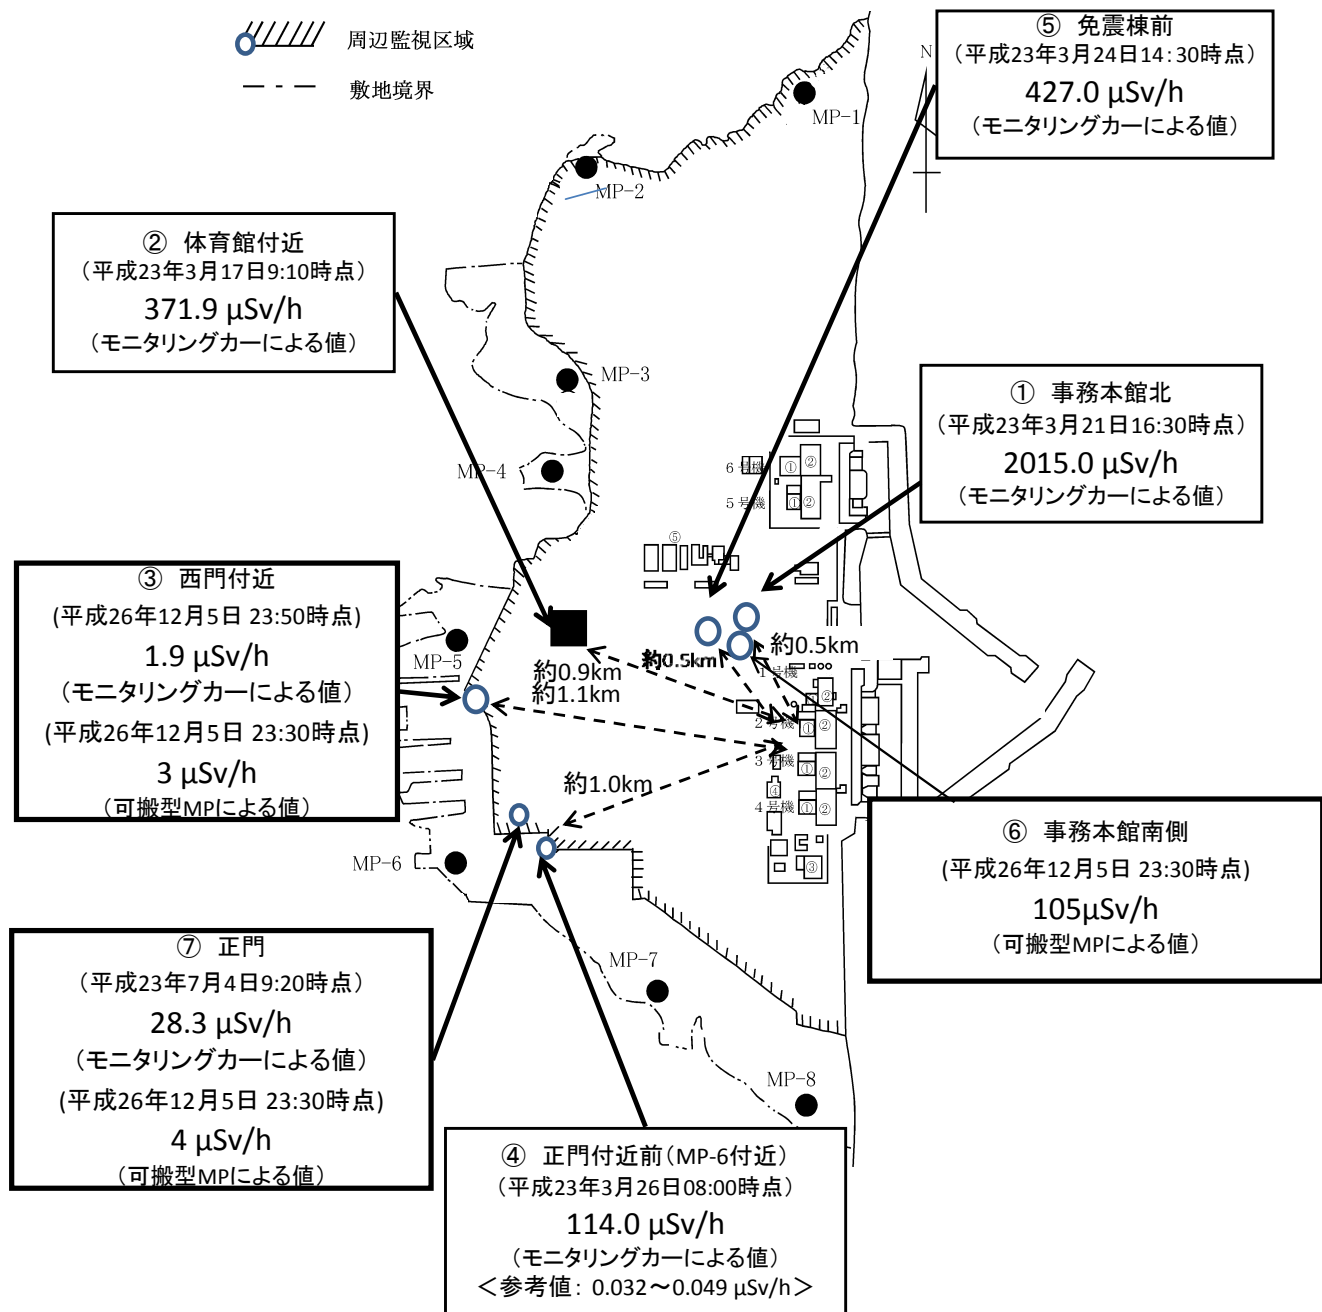 周辺監視区域
敷地境界
⑤ 免震棟前
(平成23年3月24日14:30時点)
427.0 μSv/h
(モニタリングカーによる値)
N
MP-1
MP-2
② 体育館付近
(平成23年3月17日9:10時点)
371.9 μSv/h
(モニタリングカーによる値)
MP-3
① 事務本館北
(平成23年3月21日16:30時点)
2015.0 μSv/h
(モニタリングカーによる値)
MP-4
6号機
① ②
5号機
① ②
⑤
③ 西門付近
(平成26年12月5日 23:50時点)
1.9 μSv/h
(モニタリングカーによる値)
(平成26年12月5日 23:30時点)
3 μSv/h
(可搬型MPによる値)
MP-5
約0.9km
約1.1km
約0.5km
約0.5km
1号機
②
2号機
① ②
3号機
① ②
約1.0km
④
4号機
① ②
③
MP-6
⑥ 事務本館南側
(平成26年12月5日 23:30時点)
105μSv/h
(可搬型MPによる値)
⑦ 正門
(平成23年7月4日9:20時点)
28.3 μSv/h
(モニタリングカーによる値)
(平成26年12月5日 23:30時点)
4 μSv/h
(可搬型MPによる値)
MP-7
MP-8
④ 正門付近前(MP-6付近)
(平成23年3月26日08:00時点)
114.0 μSv/h
(モニタリングカーによる値)
<参考値: 0.032~0.049 μSv/h>